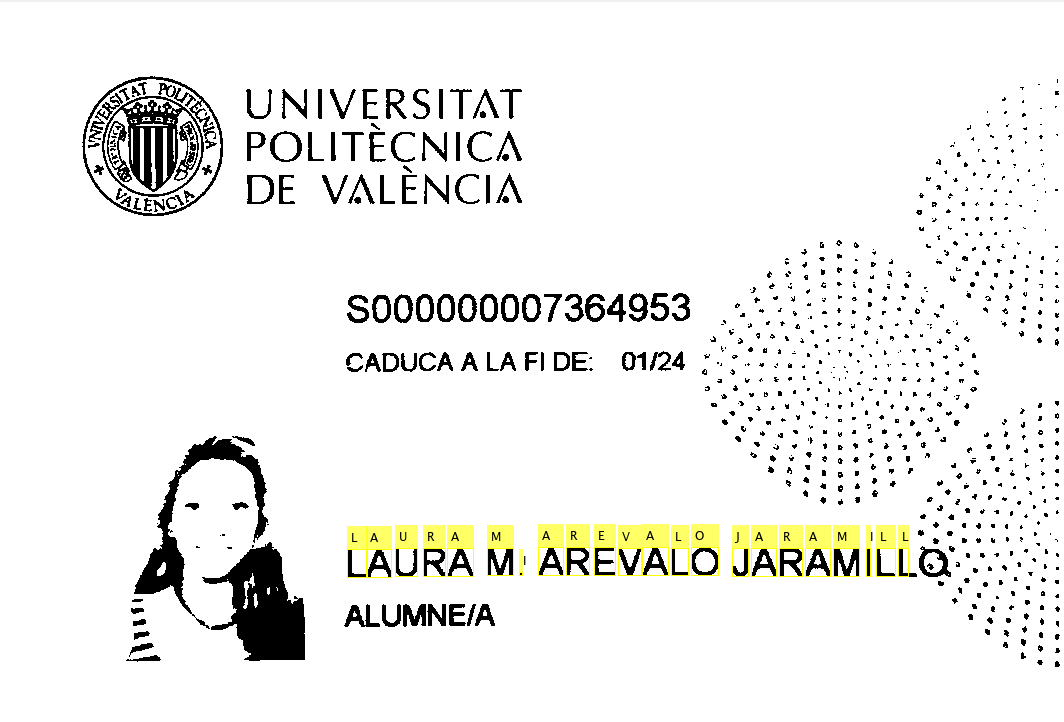 UNIVERSITAT POLITÈCNICA
VALÈNCIA
UNIVERSITAT
POLITÈCNICA
DE VALÈNCIA
S000000007364953
CADUCA A LA FI DE: 01/24
L A U R A M A R E V A L O J A R A M I L L
LAURA M. AREVALO JARAMILLO
ALUMNE/A